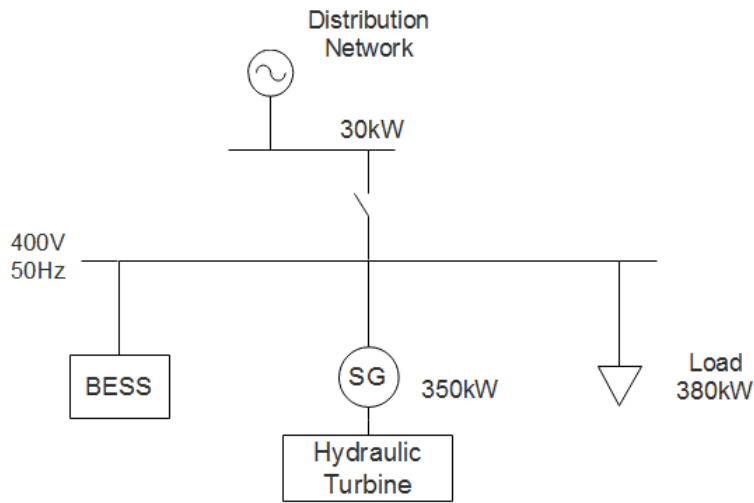 Distribution
Network
30kW
400V
50Hz
BESS
SG
350kW
Load
380kW
Hydraulic
Turbine